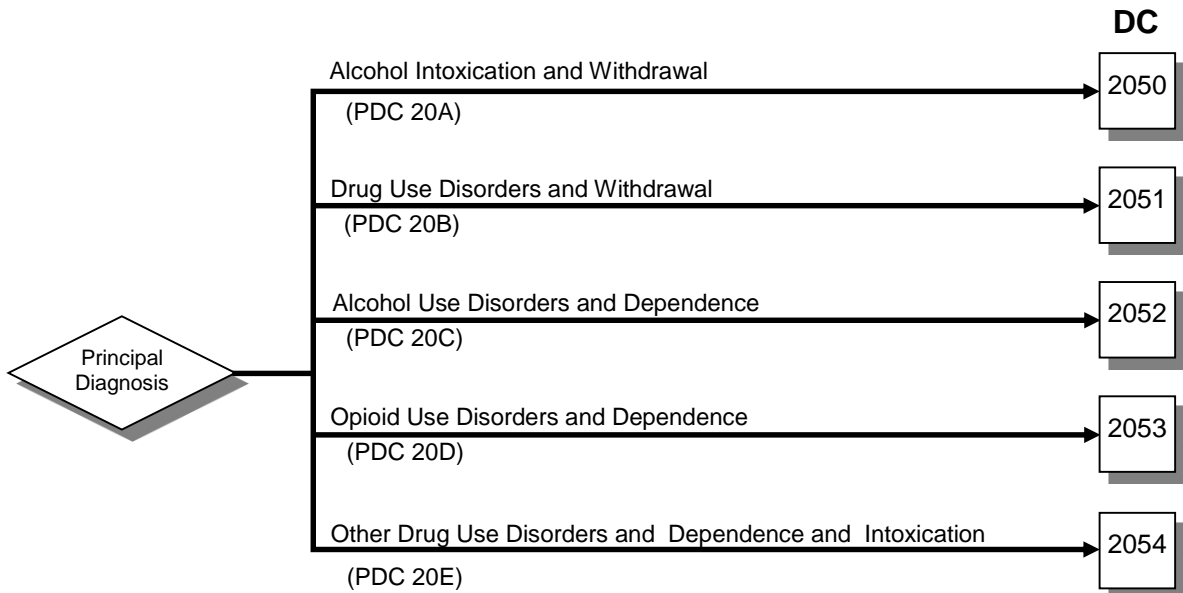 DC
Alcohol Intoxication and Withdrawal
(PDC 20A)
2050
Drug Use Disorders and Withdrawal
(PDC 20B)
2051
Alcohol Use Disorders and Dependence
(PDC 20C)
2052
Principal
Diagnosis
Opioid Use Disorders and Dependence
(PDC 20D)
2053
Other Drug Use Disorders and  Dependence and  Intoxication
(PDC 20E)
2054